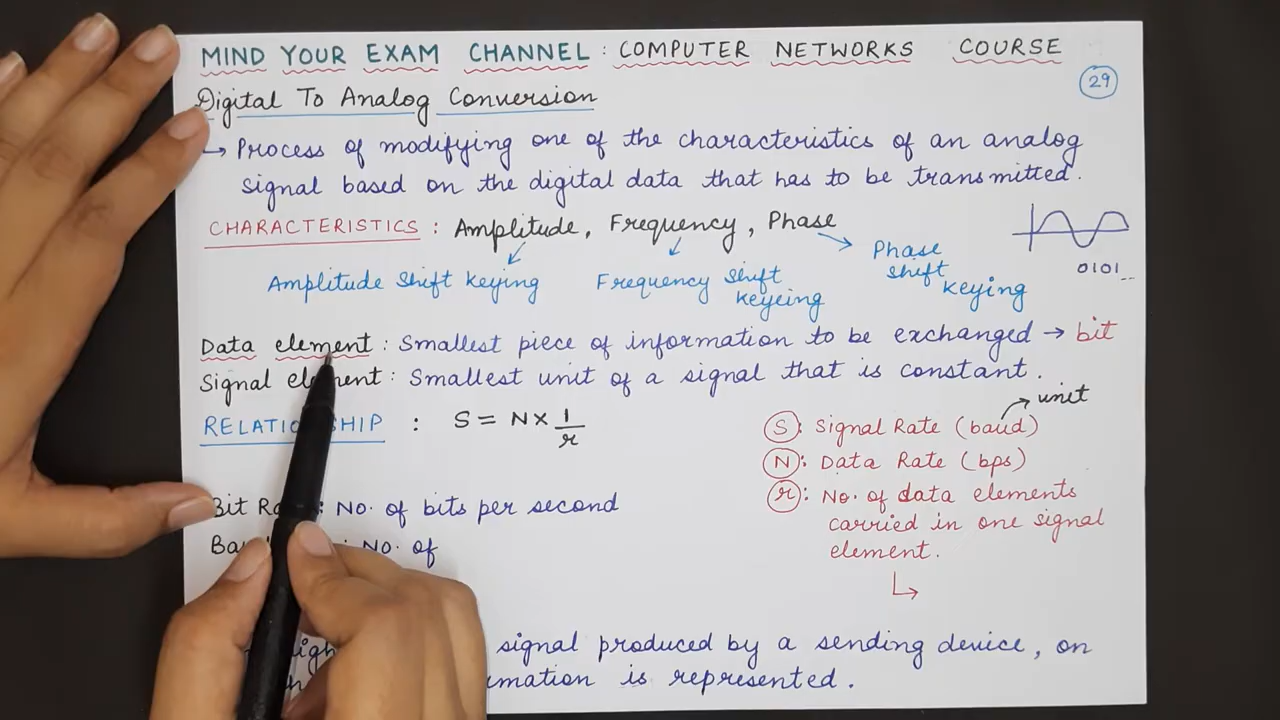 MIND YOUR EXAM CHANNEL : COMPUTER NETWORKS COURSE
29
Digital To Analog Conversion
→ Process of modifying one of the characteristics of an analog
signal based on the digital data that has to be transmitted.
CHARACTERISTICS : Amplitude, Frequency, Phase
Amplitude Shift Keying
Frequency shift
keyeing
Phase
shift
keying
0101..
Data element : Smallest piece of information to be exchanged → bit
Signal element : Smallest unit of a signal that is constant.
→ unit
RELATIONSHIP : S = N × 1/r
S : Signal Rate (baud)
N : Data Rate (bps)
r : No. of data elements
carried in one signal
element.
Bit : No. of bits per second
: No. of
signal produced by a sending device, on
is represented.